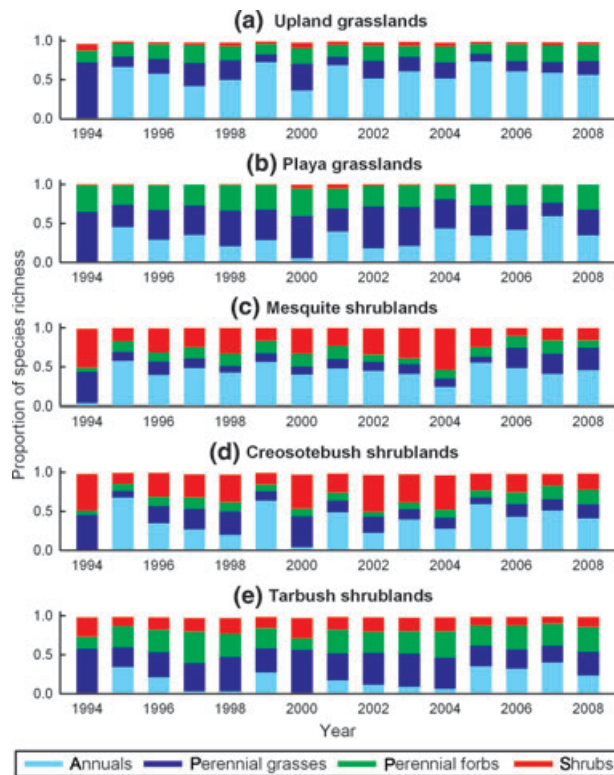 (a) Upland grasslands
1.0
0.5
0.0
1994 1996 1998 2000 2002 2004 2006 2008
(b) Playa grasslands
1.0
0.5
0.0
1994 1996 1998 2000 2002 2004 2006 2008
(c) Mesquite shrublands
1.0
0.5
0.0
1994 1996 1998 2000 2002 2004 2006 2008
(d) Creosotebush shrublands
1.0
0.5
0.0
1994 1996 1998 2000 2002 2004 2006 2008
(e) Tarbush shrublands
1.0
0.5
0.0
1994 1996 1998 2000 2002 2004 2006 2008
Proportion of species richness
Year
Annuals Perennial grasses Perennial forbs Shrubs